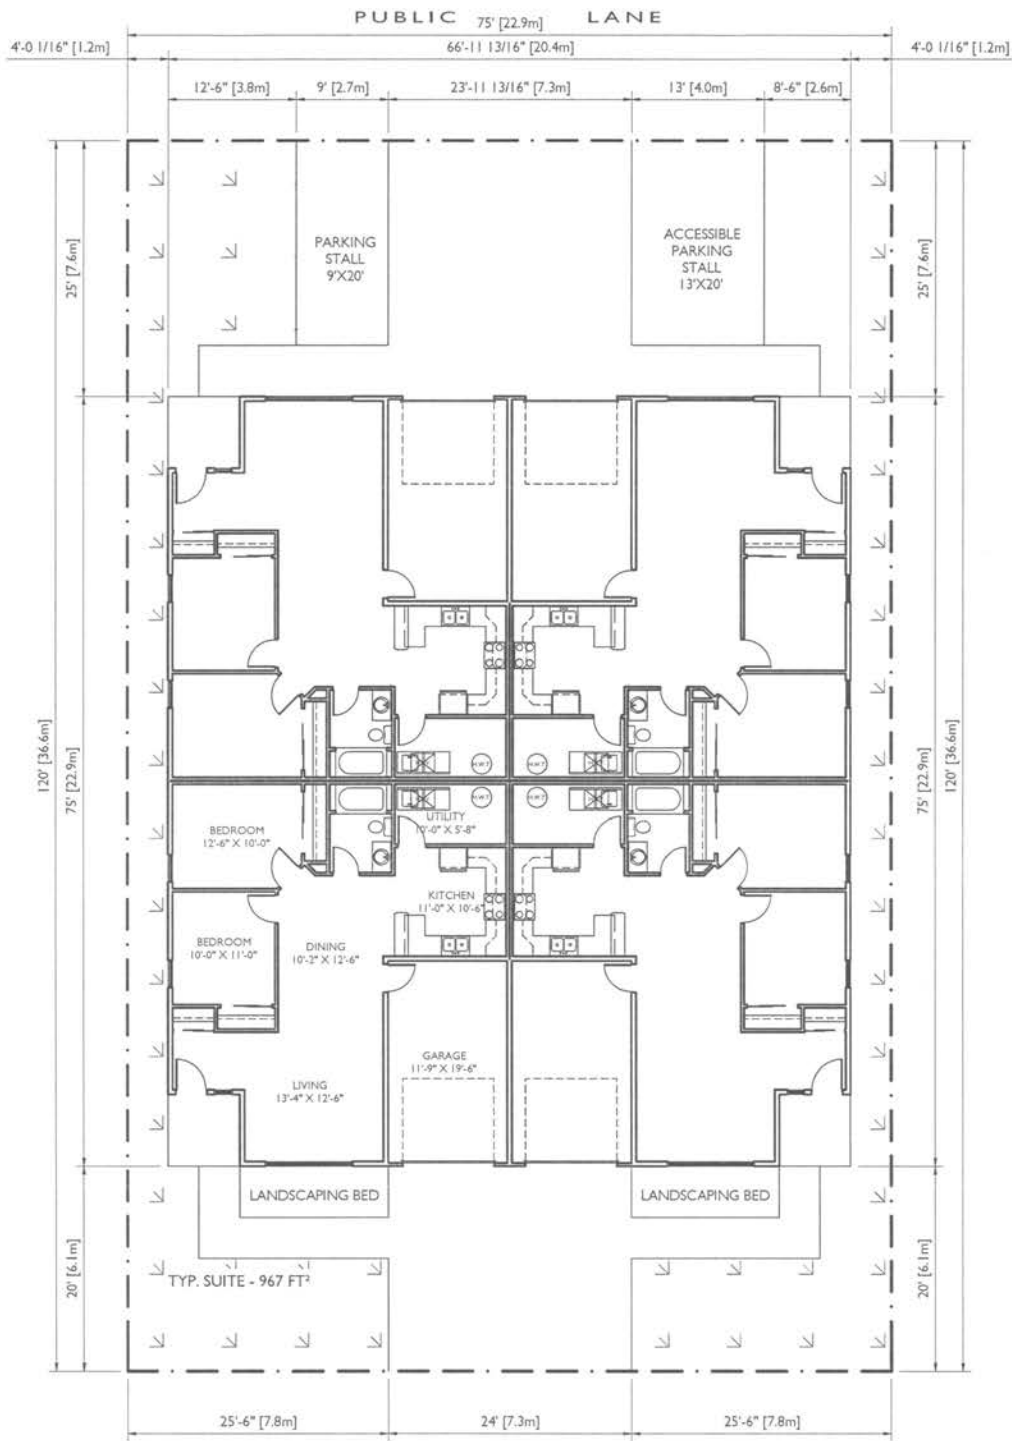 PUBLIC LANE
75' [22.9m]
4'-0 1/16" [1.2m]
66'-11 13/16" [20.4m]
4'-0 1/16" [1.2m]
12'-6" [3.8m]
9' [2.7m]
23'-11 13/16" [7.3m]
13' [4.0m]
8'-6" [2.6m]
25' [7.6m]
PARKING
STALL
9'X20'
ACCESSIBLE
PARKING
STALL
13'X20'
25' [7.6m]
120' [36.6m]
75' [22.9m]
H.W.T
H.W.T
H.W.T
H.W.T
75' [22.9m]
120' [36.6m]
BEDROOM
12'-6" X 10'-0"
UTILITY
10'-0" X 5'-8"
KITCHEN
11'-0" X 10'-6"
BEDROOM
10'-0" X 11'-0"
DINING
10'-2" X 12'-6"
GARAGE
11'-9" X 19'-6"
LIVING
13'-4" X 12'-6"
LANDSCAPING BED
LANDSCAPING BED
20' [6.1m]
TYP. SUITE - 967 FT²
20' [6.1m]
25'-6" [7.8m]
24' [7.3m]
25'-6" [7.8m]